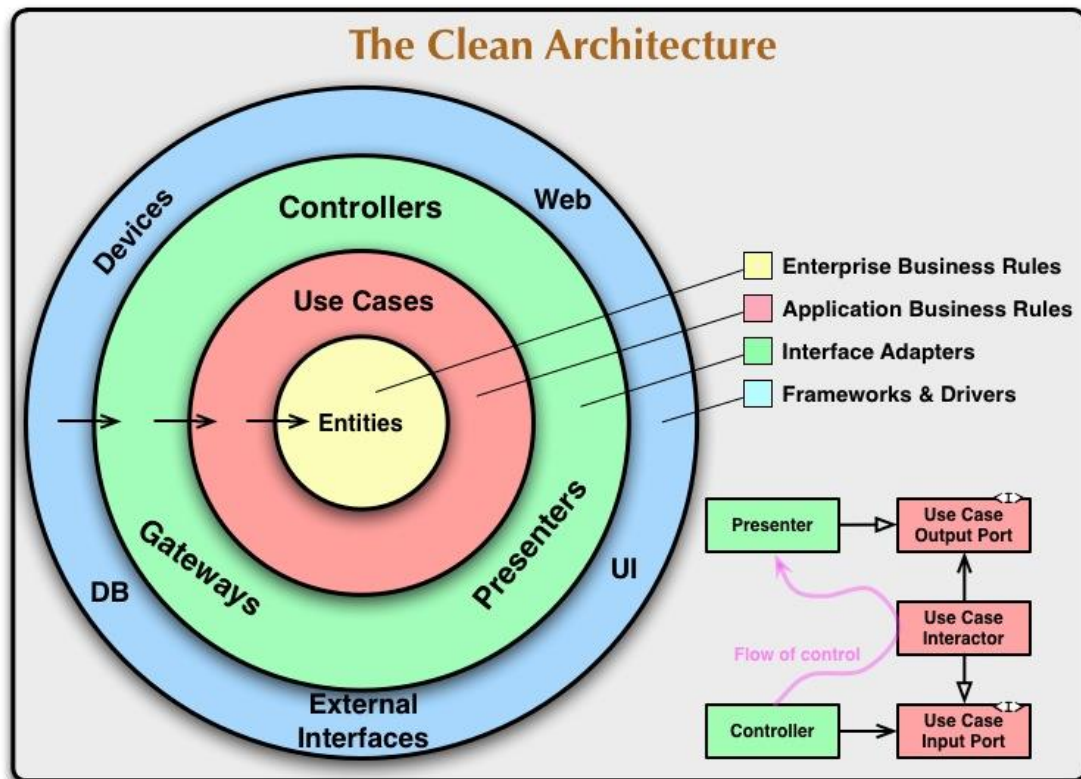 The Clean Architecture
Devices
Web
Controllers
Use Cases
Entities
Gateways
Presenters
DB
UI
External
Interfaces
Enterprise Business Rules
Application Business Rules
Interface Adapters
Frameworks & Drivers
Presenter
<I>
Use Case
Output Port
Use Case
Interactor
Flow of control
Controller
<I>
Use Case
Input Port